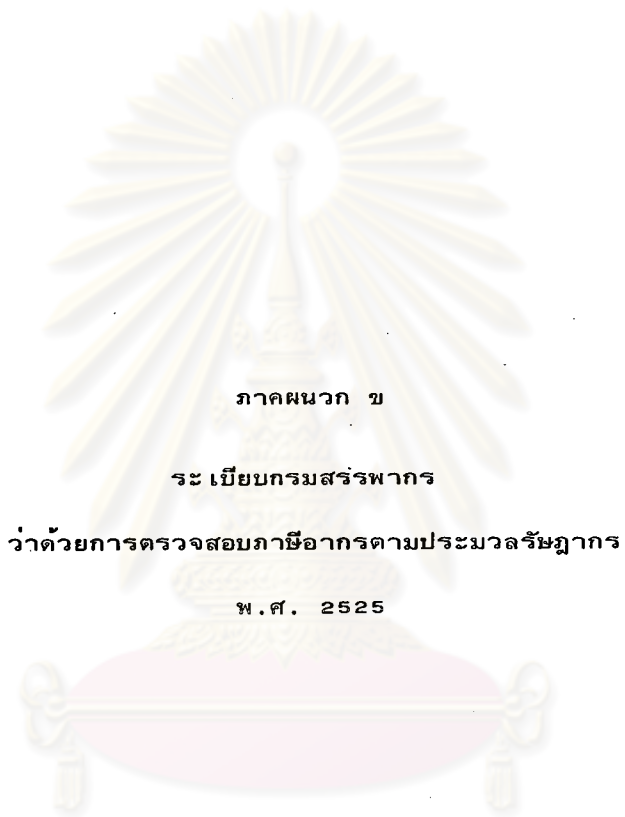 ภาคผนวก ข
ระเบียบกรมสรรพากร
ว่าด้วยการตรวจสอบภาษีอากรตามประมวลรัษฎากร
พ.ศ. 2525